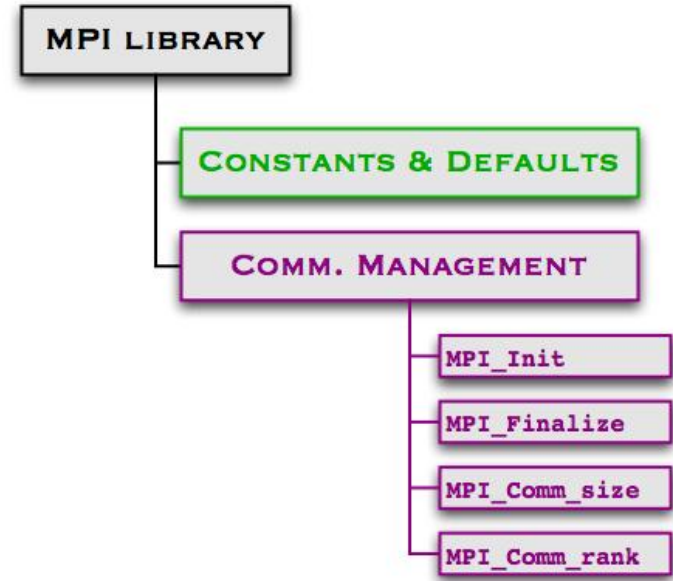 MPI LIBRARY
CONSTANTS & DEFAULTS
COMM. MANAGEMENT
MPI_Init
MPI_Finalize
MPI_Comm_size
MPI_Comm_rank